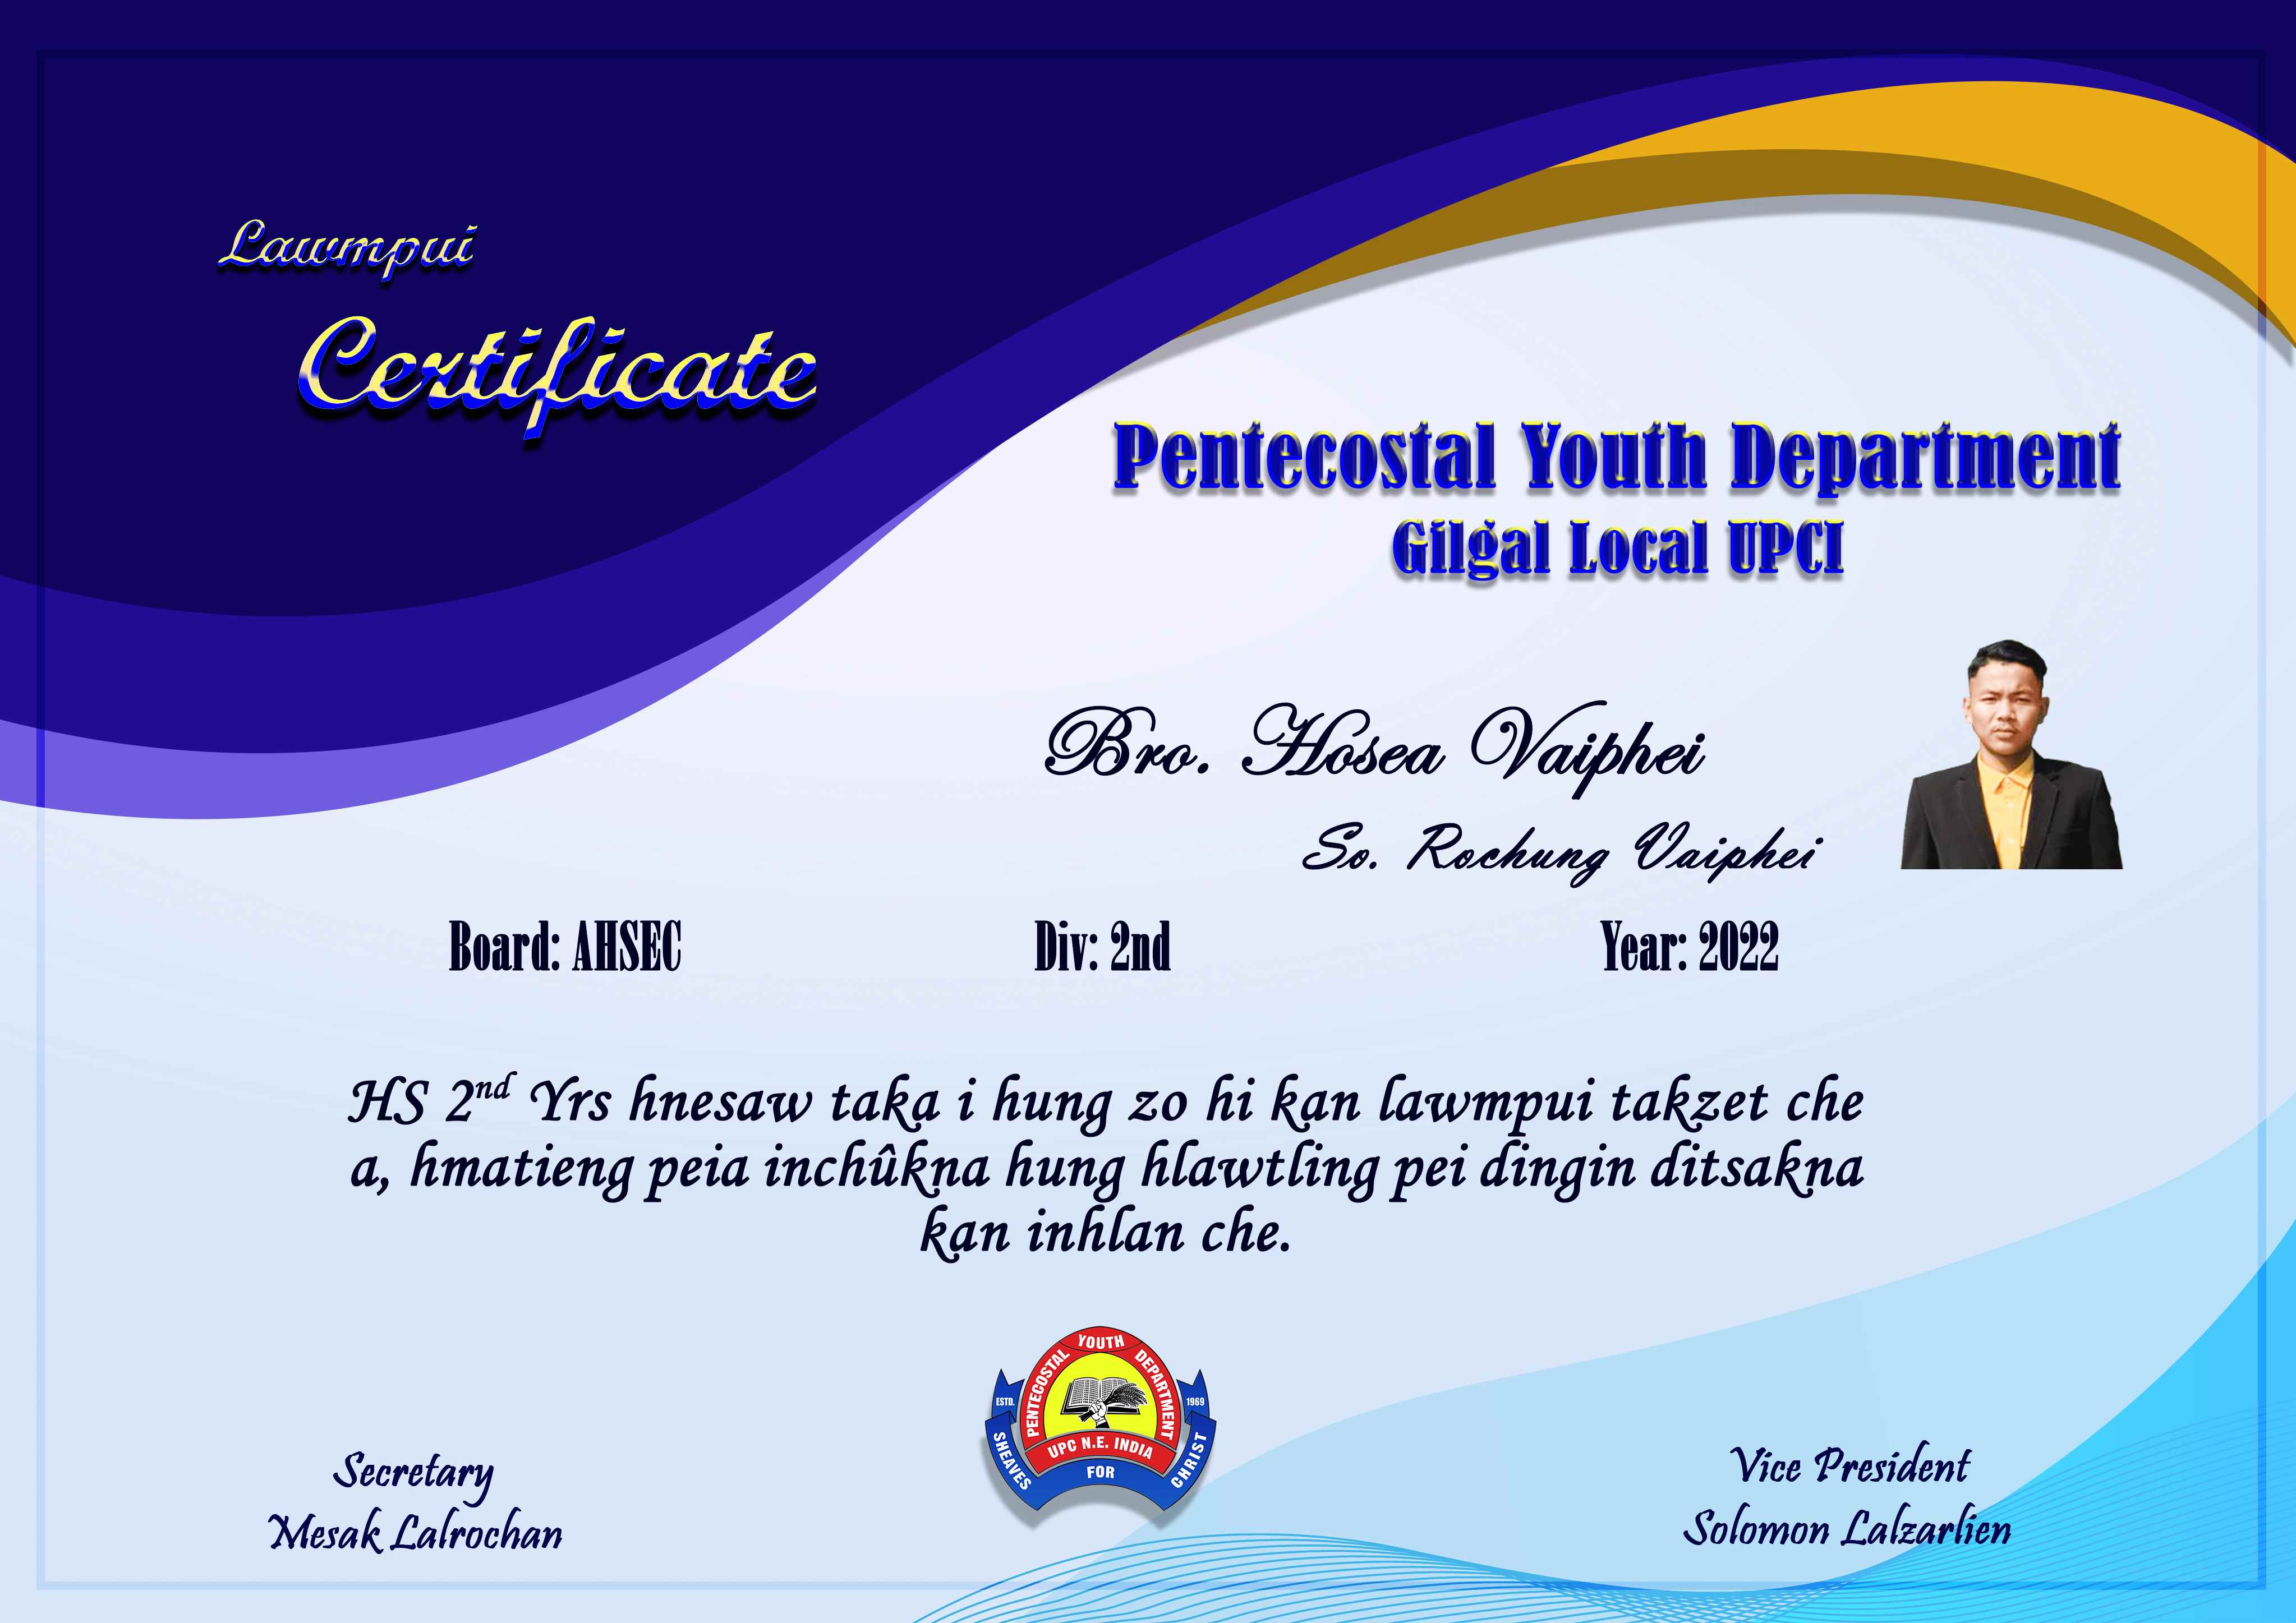 Lawmpui
Certificate
Pentecostal Youth Department
Gilgal Local UPCI
Bro. Hosea Vaiphei
So. Rochung Vaiphei
Board: AHSEC
Div: 2nd
Year: 2022
HS 2nd Yrs hnesaw taka i hung zo hi kan lawmpui takzet che
a, hmatieng peia inchûkna hung hlawtling pei dingin ditsakna
kan inhlan che.
PENTECOSTAL YOUTH DEPARTMENT
ESTD. 1969
UPC N.E. INDIA
SHEAVES FOR CHRIST
Secretary
Mesak Lalrochan
Vice President
Solomon Lalzarlien